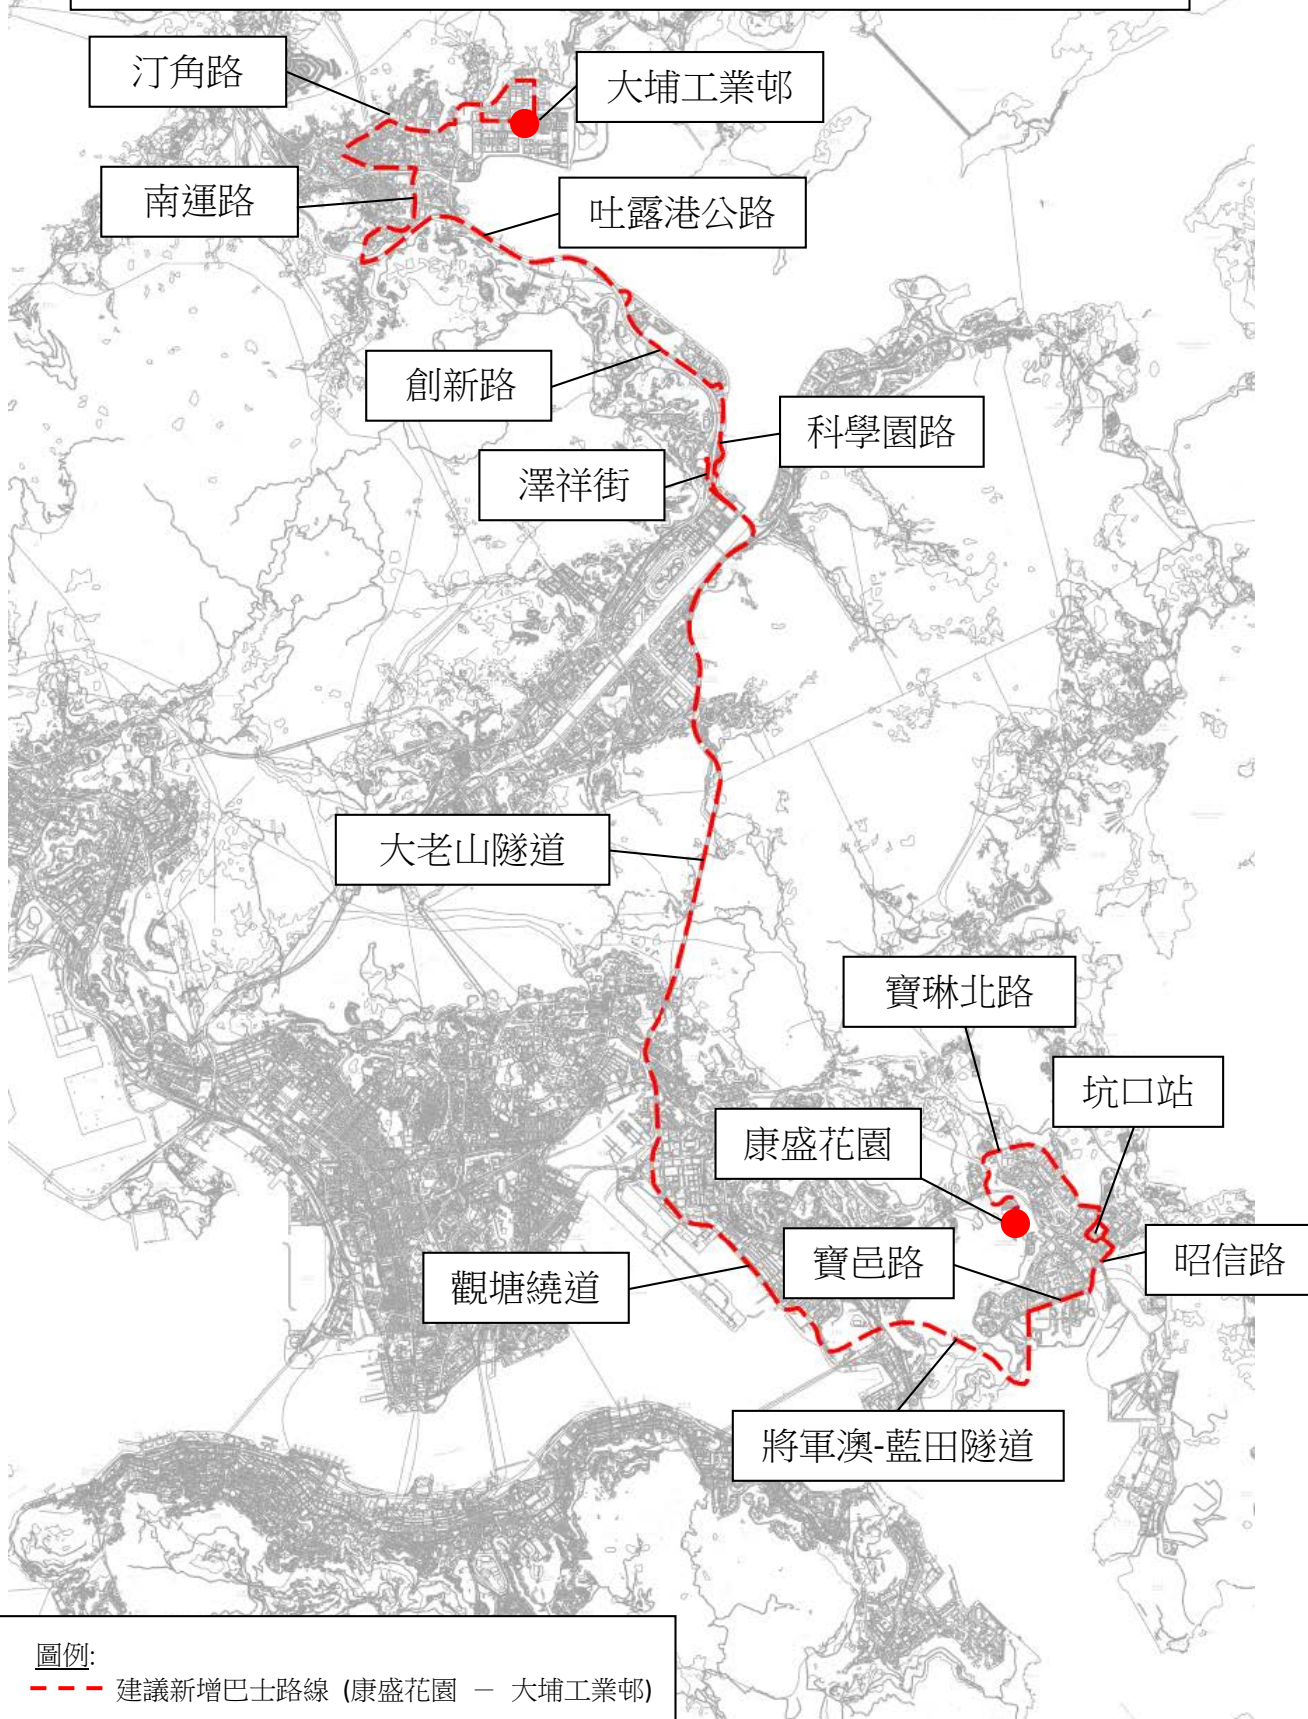 汀角路
大埔工業邨
南運路
吐露港公路
創新路
科學園路
澤祥街
大老山隧道
寶琳北路
坑口站
康盛花園
寶邑路
昭信路
觀塘繞道
將軍澳-藍田隧道
圖例:
建議新增巴士路線 (康盛花園 － 大埔工業邨)